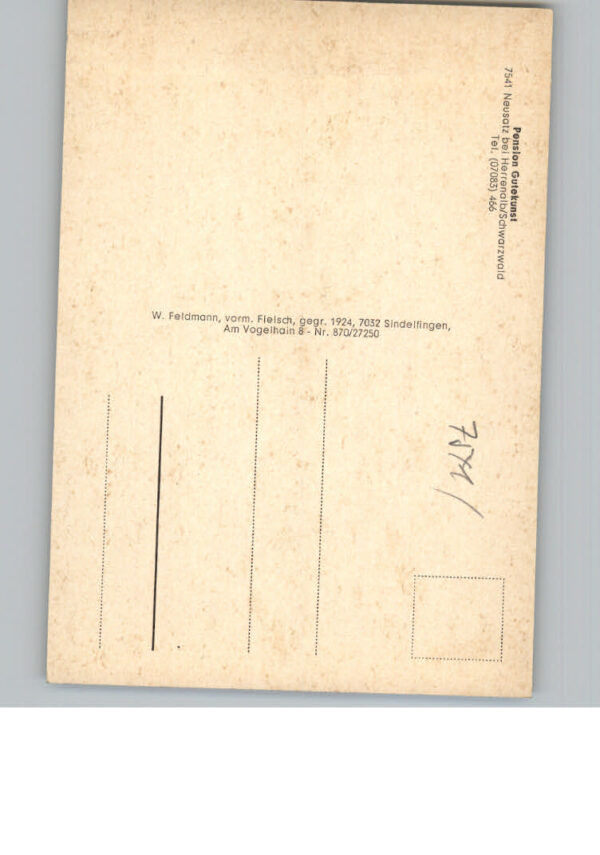 Pension Gutekunst
7541 Neusatz bei Herrenalb/Schwarzwald
Tel. (07083) 466
W. Feldmann, vorm. Fleisch, gegr. 1924, 7032 Sindelfingen,
Am Vogelhain 8 - Nr. 870/27250